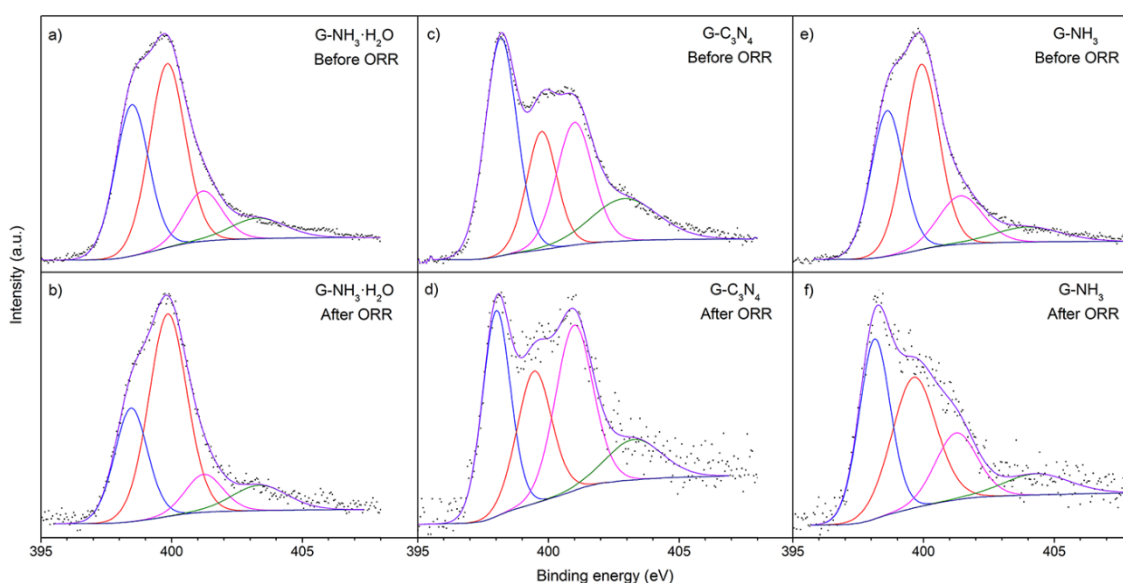 a)
G-NH₃·H₂O
Before ORR
c)
G-C₃N₄
Before ORR
e)
G-NH₃
Before ORR
b)
G-NH₃·H₂O
After ORR
d)
G-C₃N₄
After ORR
f)
G-NH₃
After ORR
Intensity (a.u.)
395 400 405 395 400 405 395 400 405
Binding energy (eV)